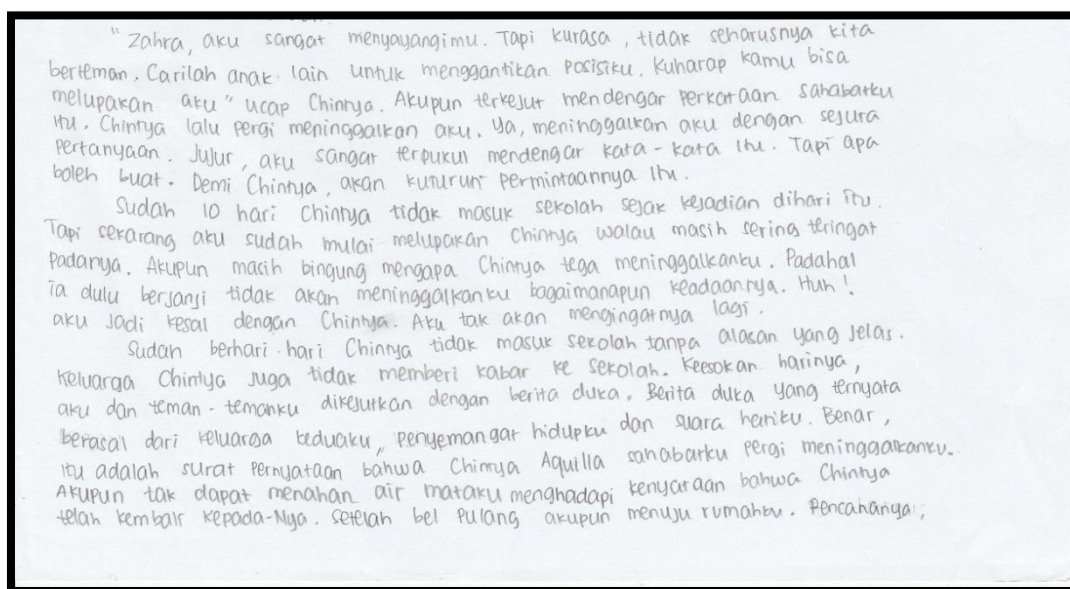 "Zahra, aku sangat menyayangimu. Tapi kurasa, tidak seharusnya kita
berteman. Carilah anak lain untuk menggantikan posisiku. Kuharap kamu bisa
melupakan aku" ucap Chintya. Akupun terkejut mendengar perkataan sahabatku
itu. Chintya lalu pergi meninggalkan aku. Ya, meninggalkan aku dengan sejura
pertanyaan. Jujur, aku sangat terpukul mendengar kata-kata itu. Tapi apa
boleh buat. Demi Chintya, akan kuturuti permintaannya itu.
Sudah 10 hari Chintya tidak masuk sekolah sejak kejadian dihari itu.
Tapi sekarang aku sudah mulai melupakan Chintya walau masih sering teringat
padanya. Akupun masih bingung mengapa Chintya tega meninggalkanku. Padahal
ia dulu berjanji tidak akan meninggalkanku bagaimanapun keadaannya. Huh!
aku jadi kesal dengan Chintya. Aku tak akan mengingatnya lagi.
Sudah berhari-hari Chintya tidak masuk sekolah tanpa alasan yang jelas.
Keluarga Chintya juga tidak memberi kabar ke sekolah. Keesokan harinya,
aku dan teman-temanku dikejutkan dengan berita duka. Berita duka yang ternyata
berasal dari keluarga keduaku, penyemangat hidupku dan suara hatiku. Benar,
itu adalah surat pernyataan bahwa Chintya Aquilla sahabatku pergi meninggalkanku.
Akupun tak dapat menahan air mataku menghadapi kenyataan bahwa Chintya
telah kembali kepada-Nya. Setelah bel pulang akupun menuju rumahku.